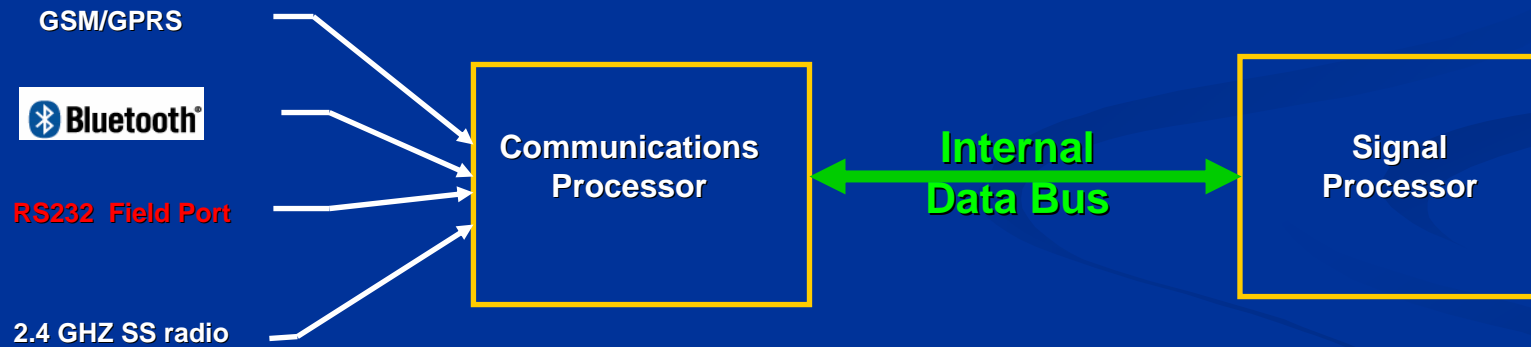 GSM/GPRS
Bluetooth®
RS232 Field Port
2.4 GHZ SS radio
Communications
Processor
Internal
Data Bus
Signal
Processor